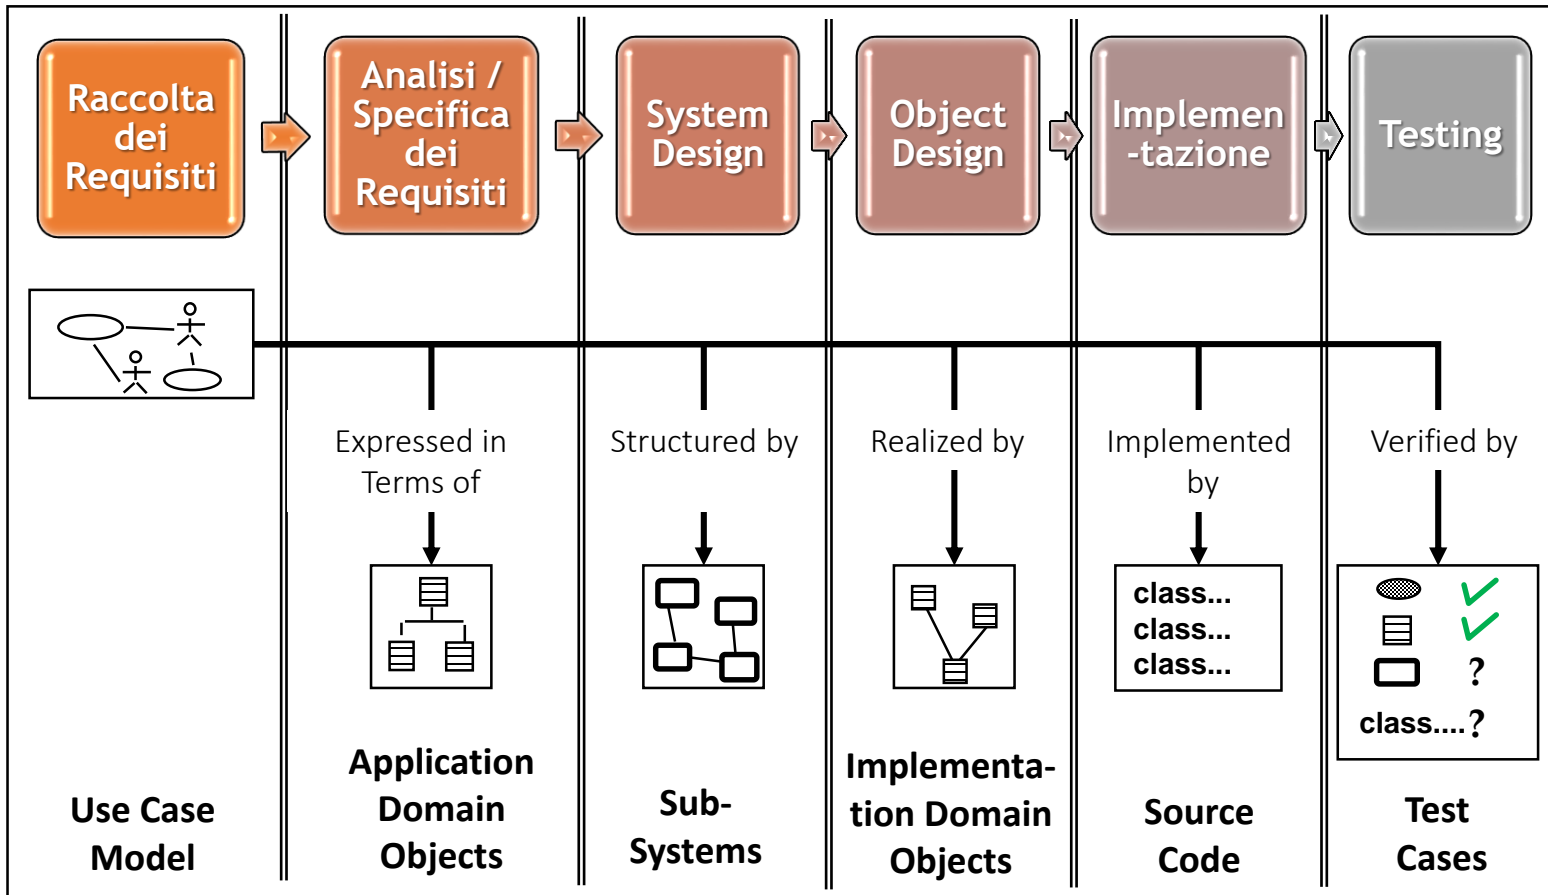 Raccolta
dei
Requisiti
Analisi /
Specifica
dei
Requisiti
System
Design
Object
Design
Implemen
-tazione
Testing
Expressed in
Terms of
Structured by
Realized by
Implemented
by
Verified by
class...
class...
class...
?
class....?
Use Case
Model
Application
Domain
Objects
Sub-
Systems
Implementa-
tion Domain
Objects
Source
Code
Test
Cases